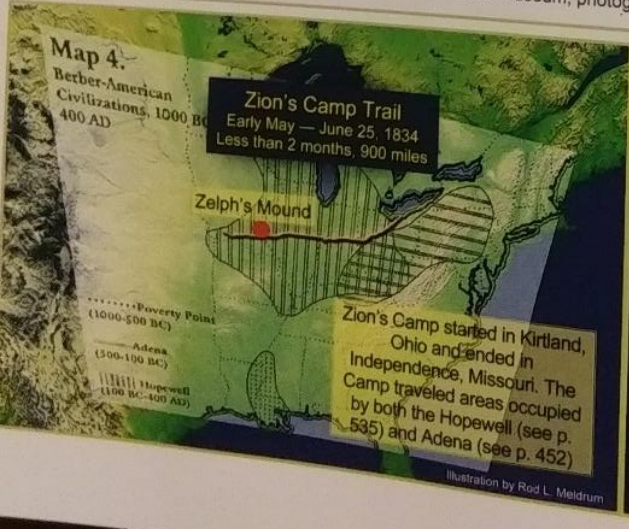 Map 4.
Berber-American
Civilizations, 1000 BC
400 AD
Zion's Camp Trail
Early May — June 25, 1834
Less than 2 months, 900 miles
Zelph's Mound
Poverty Point
(1000-500 BC)
Adena
(500-100 BC)
Hopewell
(100 BC-400 AD)
Zion's Camp started in Kirtland,
Ohio and ended in
Independence, Missouri. The
Camp traveled areas occupied
by both the Hopewell (see p.
535) and Adena (see p. 452)
Illustration by Rod L. Meldrum